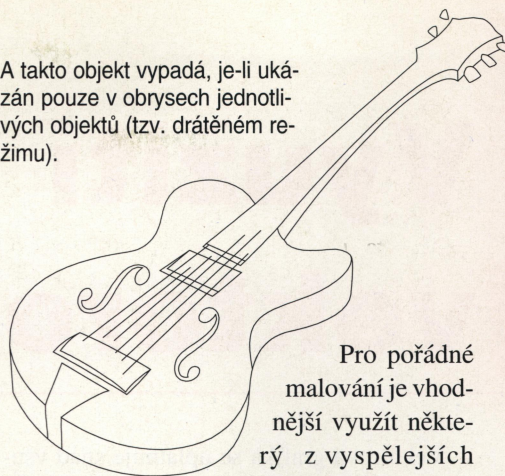 A takto objekt vypadá, je-li uká-
zán pouze v obrysech jednotli-
vých objektů (tzv. drátěném re-
žimu).
Pro pořádné
malování je vhod-
nější využít někte-
rý z vyspělejších